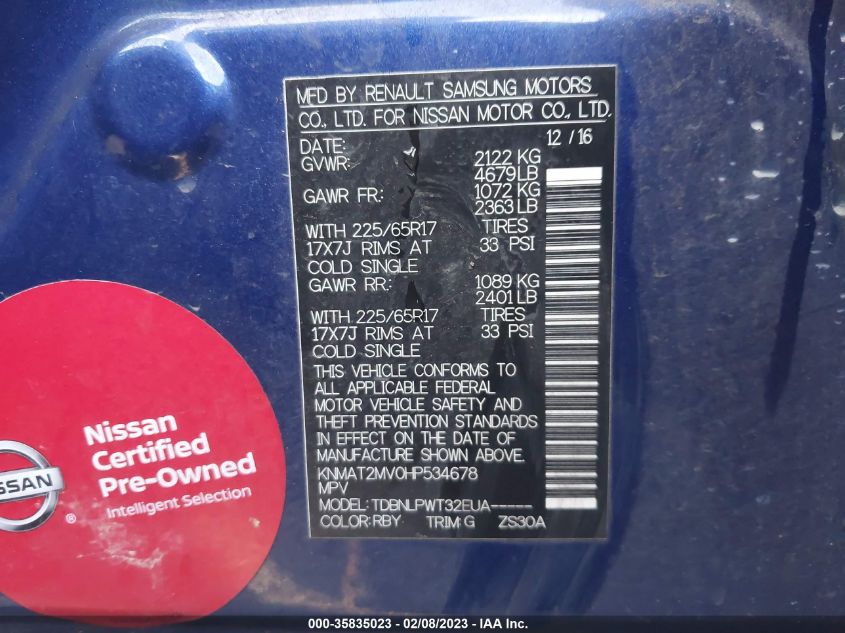 MFD BY RENAULT SAMSUNG MOTORS
CO., LTD. FOR NISSAN MOTOR CO., LTD.
DATE: 12 / 16
GVWR: 2122 KG
4679 LB
GAWR FR: 1072 KG
2363 LB
WITH 225/65R17 TIRES
17X7J RIMS AT 33 PSI
COLD SINGLE
GAWR RR: 1089 KG
2401 LB
WITH 225/65R17 TIRES
17X7J RIMS AT 33 PSI
COLD SINGLE
THIS VEHICLE CONFORMS TO
ALL APPLICABLE FEDERAL
MOTOR VEHICLE SAFETY AND
THEFT PREVENTION STANDARDS
IN EFFECT ON THE DATE OF
MANUFACTURE SHOWN ABOVE.
KNMAT2MV0HP534678
MPV
MODEL: TDBNLPWT32EUA-----
COLOR: RBY TRIM: G ZS30A
SSAN
®
Nissan
Certified
Pre-Owned
Intelligent Selection
000-35835023 - 02/08/2023 - IAA Inc.